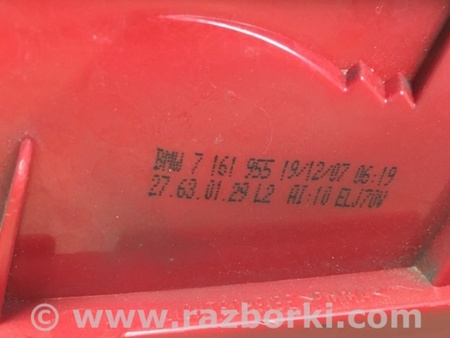 BMW 7 161 955 19/12/07 06:19
27.63.01.29 L2 AI:10 ELJ70V
© www.razborki.com